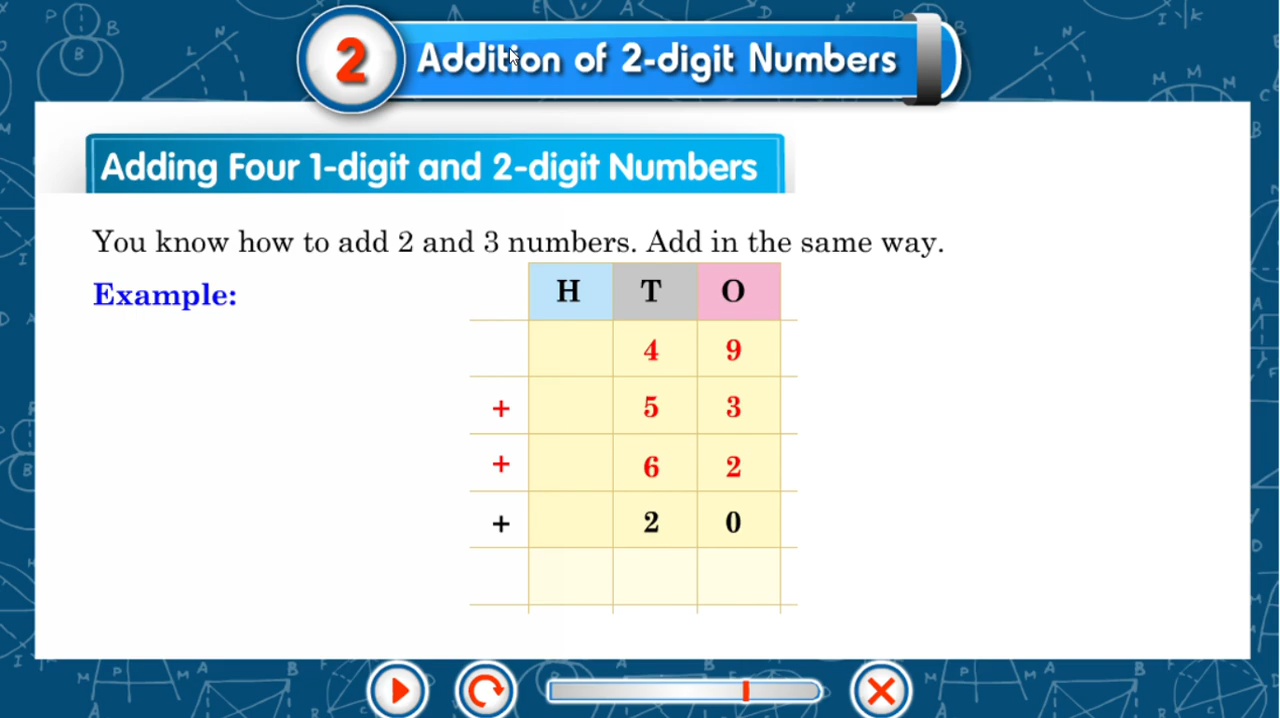 2 Addition of 2-digit Numbers
Adding Four 1-digit and 2-digit Numbers
You know how to add 2 and 3 numbers. Add in the same way.
Example:
H T O
4 9
+ 5 3
+ 6 2
+ 2 0